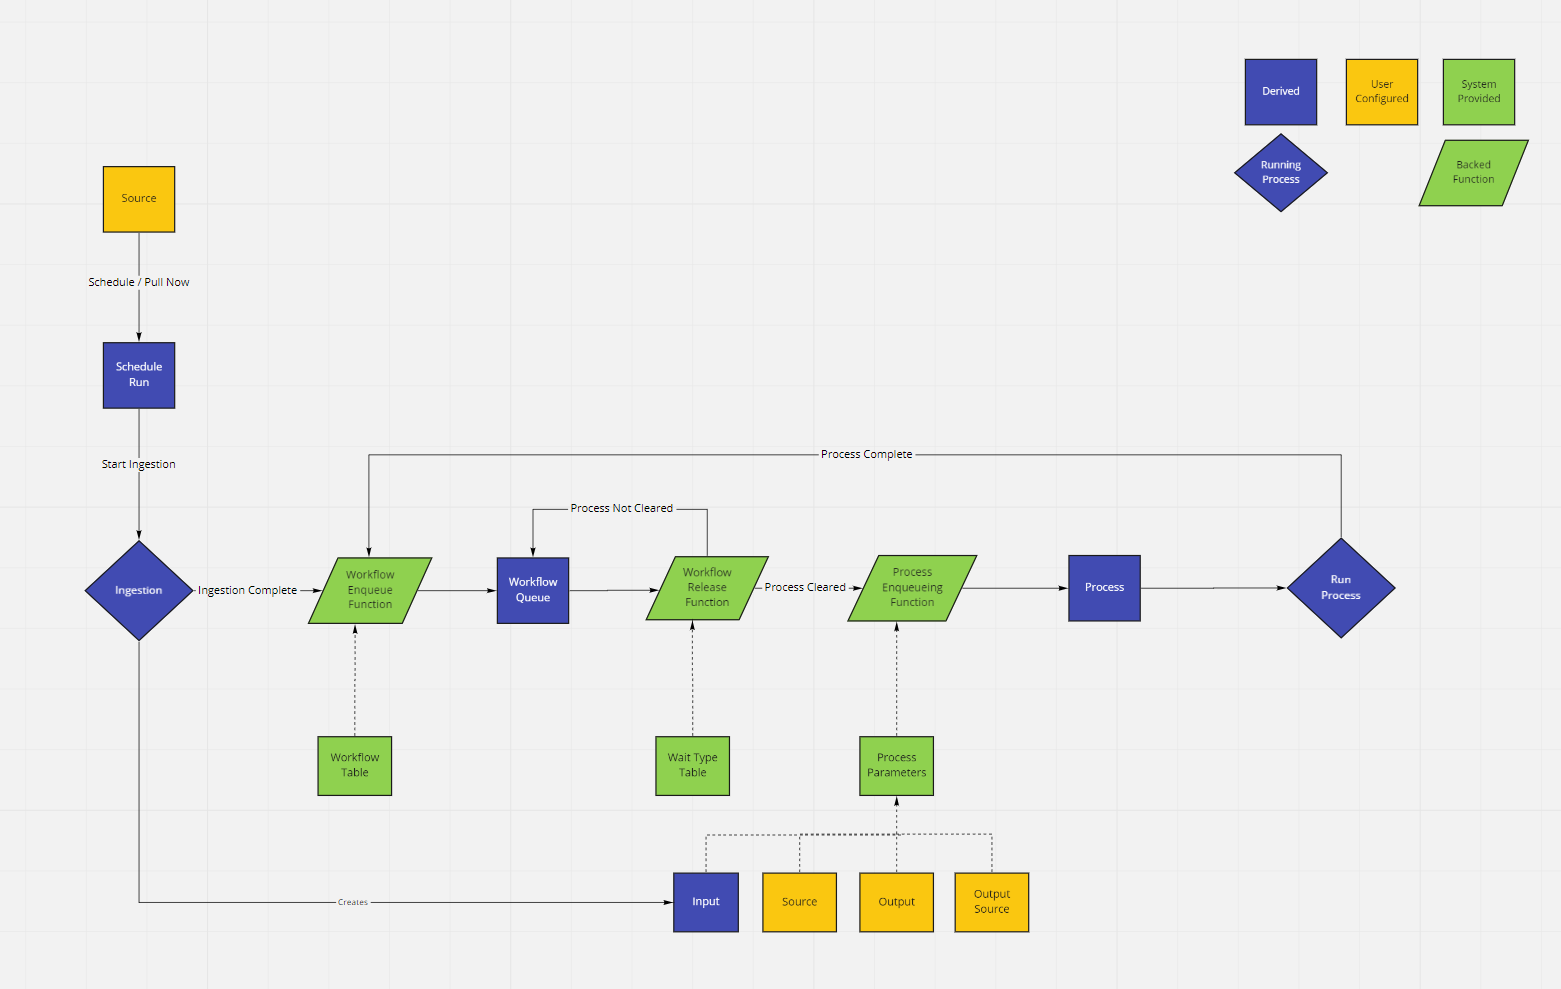 Derived
User
Configured
System
Provided
Running
Process
Backed
Function
Source
Schedule / Pull Now
Schedule
Run
Start Ingestion
Process Complete
Process Not Cleared
Ingestion
Ingestion Complete
Workflow
Enqueue
Function
Workflow
Queue
Workflow
Release
Function
Process Cleared
Process
Enqueueing
Function
Process
Run
Process
Workflow
Table
Wait Type
Table
Process
Parameters
Creates
Input
Source
Output
Output
Source